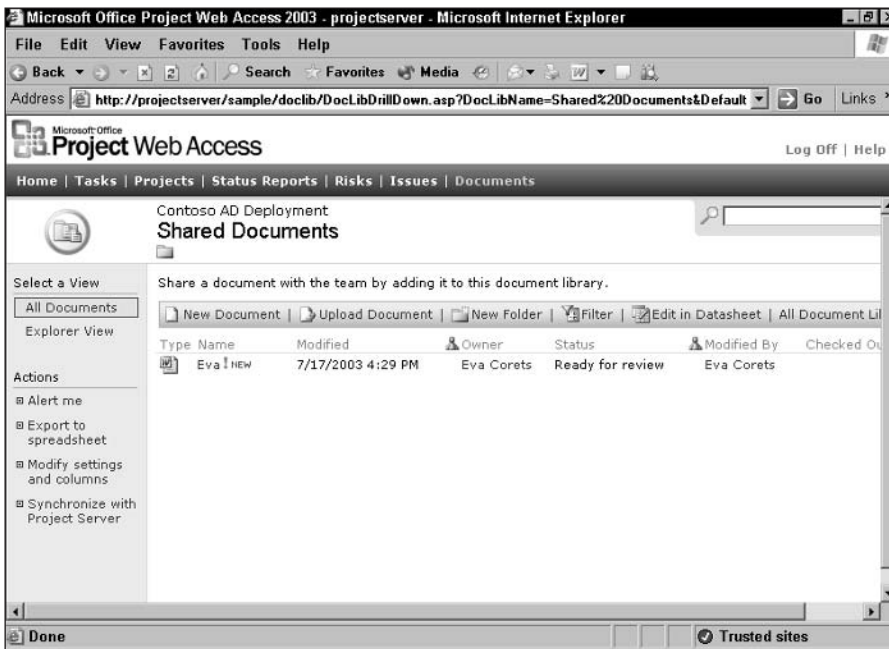 Microsoft Office Project Web Access 2003 - projectserver - Microsoft Internet Explorer
File Edit View Favorites Tools Help
Back Search Favorites Media
Address http://projectserver/sample/doclib/DocLibDrillDown.asp?DocLibName=Shared%20Documents&Default Go Links »
Microsoft Office
Project Web Access
Log Off | Help
Home | Tasks | Projects | Status Reports | Risks | Issues | Documents
Contoso AD Deployment
Shared Documents
Select a View
All Documents
Explorer View
Actions
Alert me
Export to
spreadsheet
Modify settings
and columns
Synchronize with
Project Server
Share a document with the team by adding it to this document library.
New Document | Upload Document | New Folder | Filter | Edit in Datasheet | All Document Li
Type Name Modified Owner Status Modified By Checked Ou
Eva ! NEW 7/17/2003 4:29 PM Eva Corets Ready for review Eva Corets
Done Trusted sites